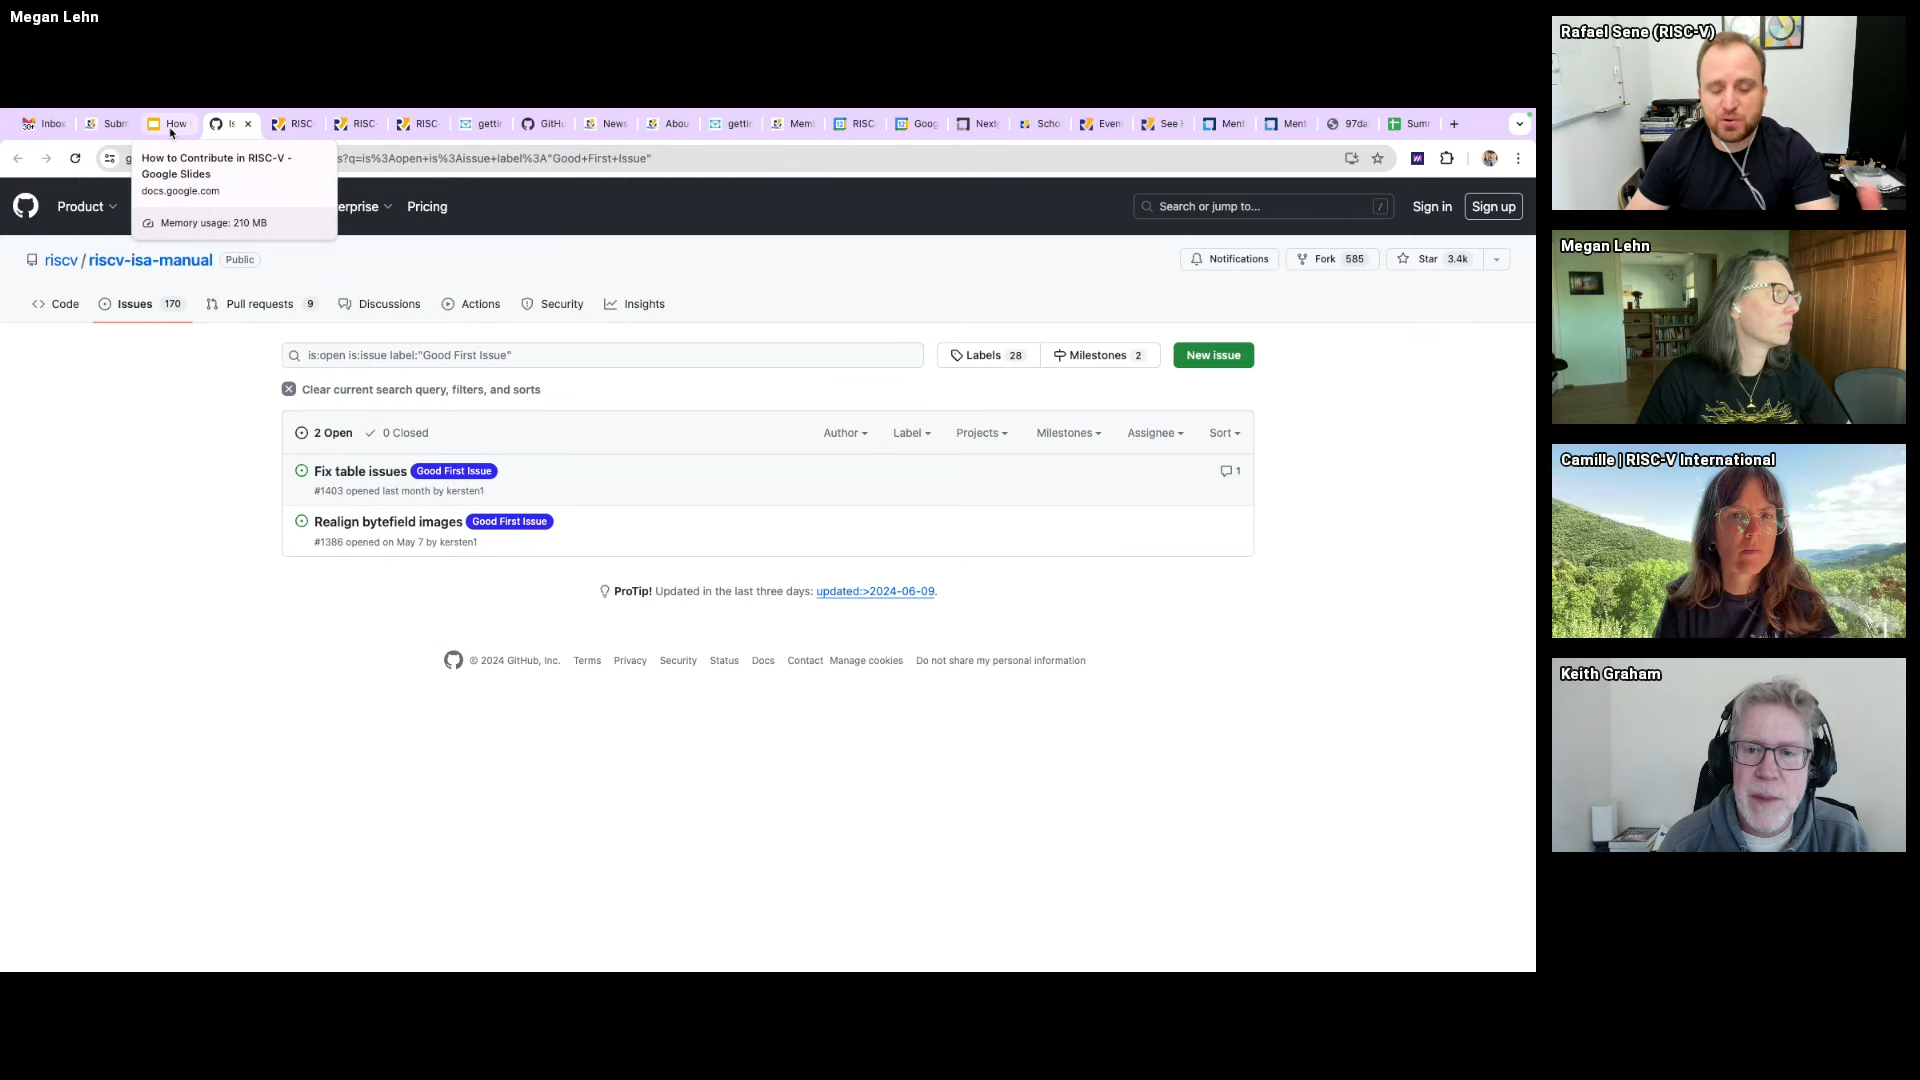 Megan Lehn
Inbox
Subm
How
Is
RISC-
RISC-
RISC-
gettin
GitHu
News
Abou
gettin
Mem
RISC-
Goog
Next
Scho
Even
See H
Ment
Ment
97da
Sumr
How to Contribute in RISC-V -
Google Slides
docs.google.com
Memory usage: 210 MB
s?q=is%3Aopen+is%3Aissue+label%3A"Good+First+Issue"
Product
erprise
Pricing
Search or jump to...
/
Sign in
Sign up
riscv / riscv-isa-manual Public
Notifications
Fork 585
Star 3.4k
Code
Issues 170
Pull requests 9
Discussions
Actions
Security
Insights
is:open is:issue label:"Good First Issue"
Labels 28
Milestones 2
New issue
Clear current search query, filters, and sorts
2 Open
0 Closed
Author
Label
Projects
Milestones
Assignee
Sort
Fix table issues Good First Issue
1
#1403 opened last month by kersten1
Realign bytefield images Good First Issue
#1386 opened on May 7 by kersten1
ProTip! Updated in the last three days: updated:>2024-06-09.
© 2024 GitHub, Inc.
Terms
Privacy
Security
Status
Docs
Contact
Manage cookies
Do not share my personal information
Rafael Sene (RISC-V)
Megan Lehn
Camille | RISC-V International
Keith Graham